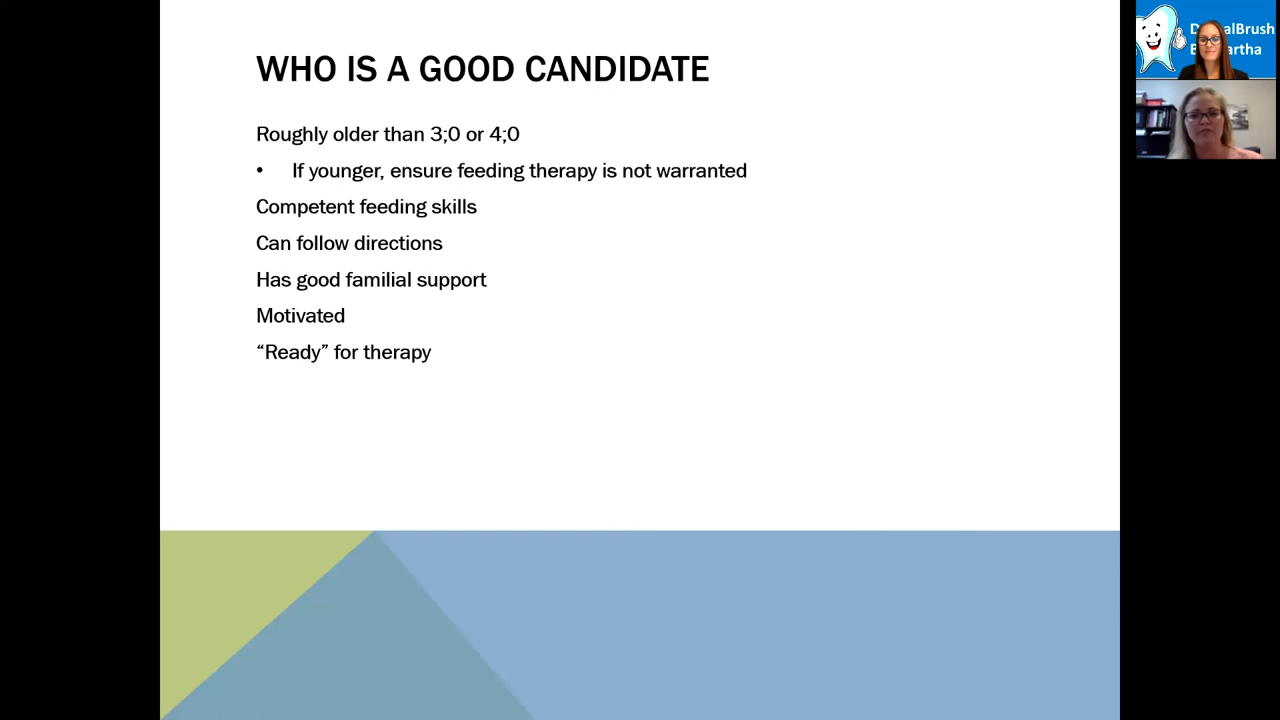 WHO IS A GOOD CANDIDATE
Roughly older than 3;0 or 4;0
• If younger, ensure feeding therapy is not warranted
Competent feeding skills
Can follow directions
Has good familial support
Motivated
“Ready” for therapy